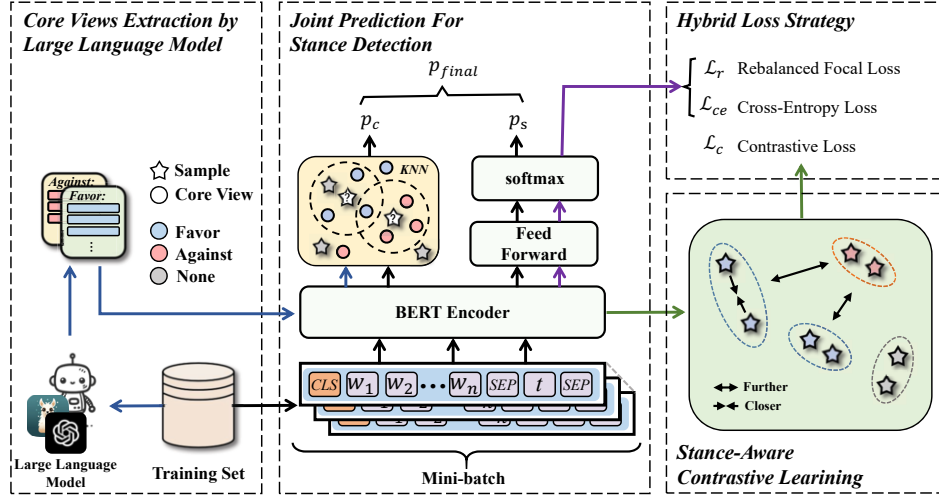 Core Views Extraction by
Large Language Model
Against:
Favor:
⋮
Sample
Core View
Favor
Against
None
Large Language
Model
Training Set
Joint Prediction For
Stance Detection
p_final
p_c
p_s
KNN
?
?
softmax
Feed
Forward
BERT Encoder
CLS w_1 w_2 ••• w_n SEP t SEP
Mini-batch
Hybrid Loss Strategy
ℒ_r Rebalanced Focal Loss
ℒ_ce Cross-Entropy Loss
ℒ_c Contrastive Loss
Further
Closer
Stance-Aware
Contrastive Learining